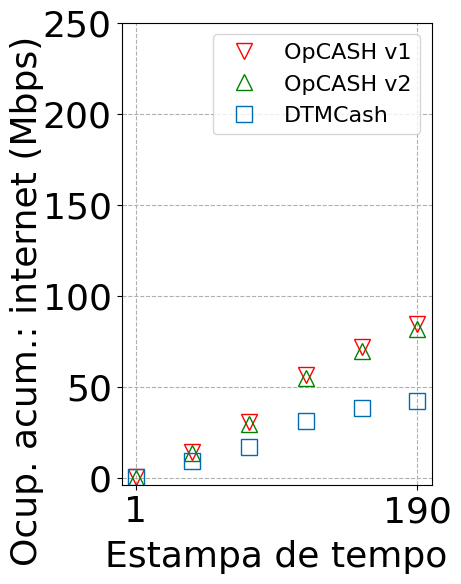 Ocup. acum.: internet (Mbps)
250
200
150
100
50
0
OpCASH v1
OpCASH v2
DTMCash
1
190
Estampa de tempo